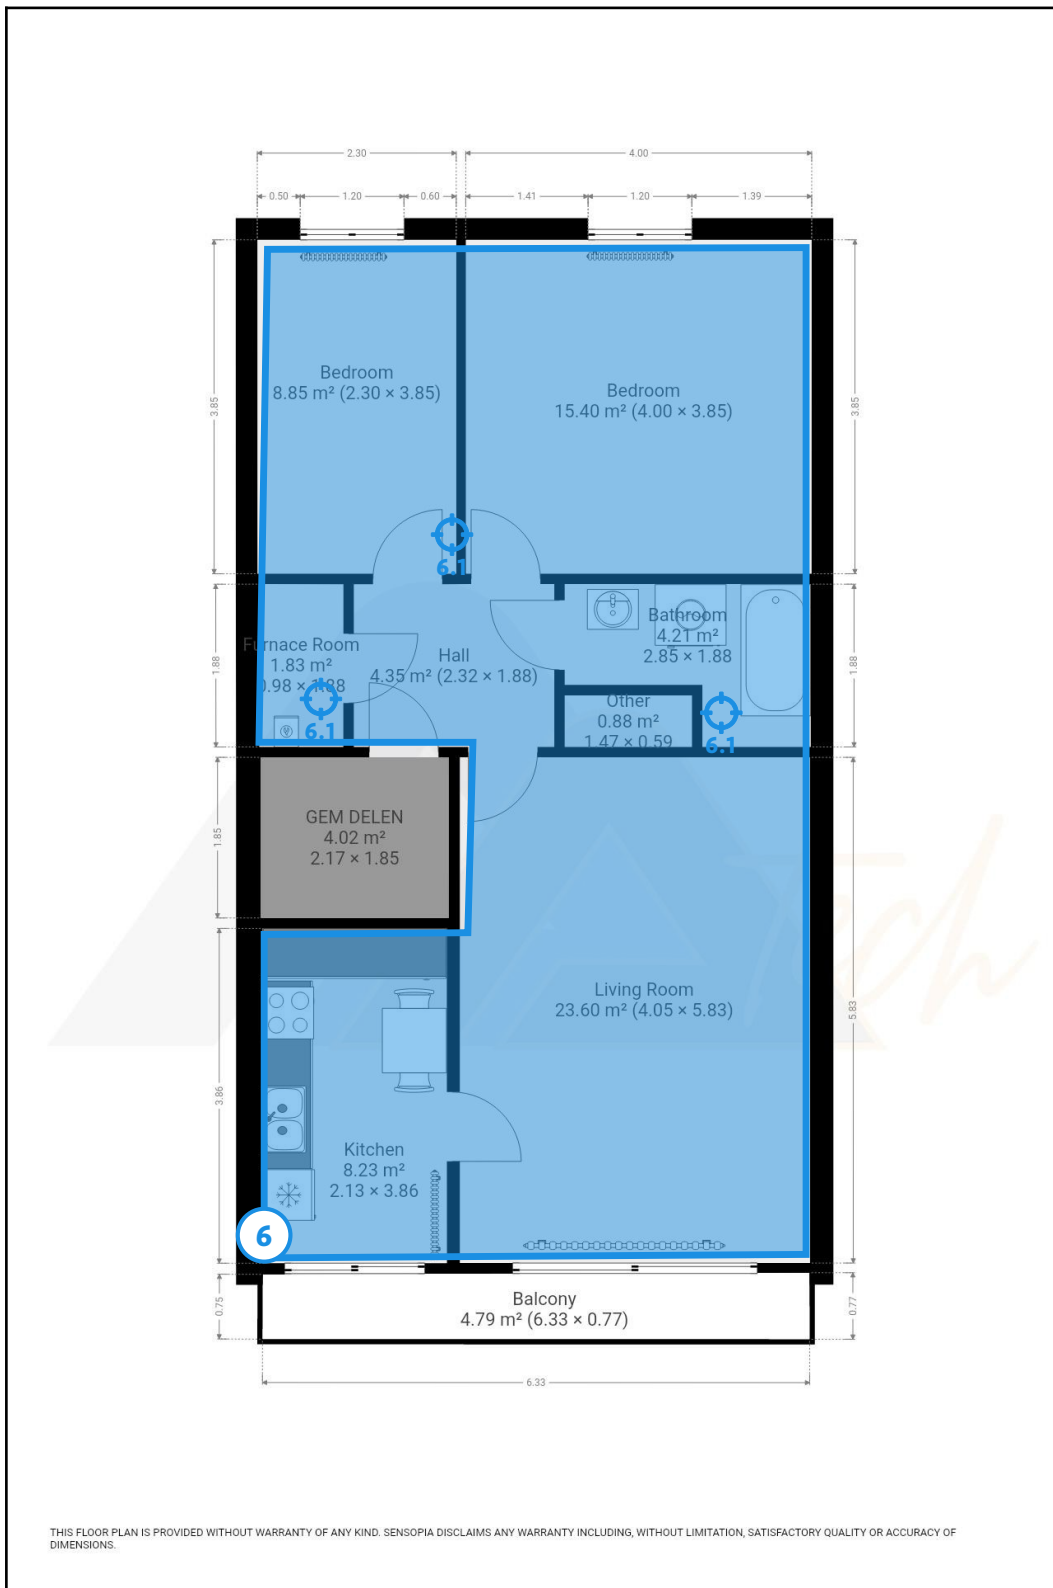 2.30
4.00
0.50
1.20
0.60
1.41
1.20
1.39
3.85
3.85
Bedroom
8.85 m² (2.30 × 3.85)
Bedroom
15.40 m² (4.00 × 3.85)
6.1
1.88
1.88
Furnace Room
1.83 m²
0.98 × 1.88
6.1
Hall
4.35 m² (2.32 × 1.88)
Bathroom
4.21 m²
2.85 × 1.88
Other
0.88 m²
1.47 × 0.59
6.1
1.85
GEM DELEN
4.02 m²
2.17 × 1.85
Tech
Living Room
23.60 m² (4.05 × 5.83)
5.83
3.86
Kitchen
8.23 m²
2.13 × 3.86
6
Balcony
4.79 m² (6.33 × 0.77)
0.75
0.77
6.33
THIS FLOOR PLAN IS PROVIDED WITHOUT WARRANTY OF ANY KIND. SENSOPIA DISCLAIMS ANY WARRANTY INCLUDING, WITHOUT LIMITATION, SATISFACTORY QUALITY OR ACCURACY OF
DIMENSIONS.